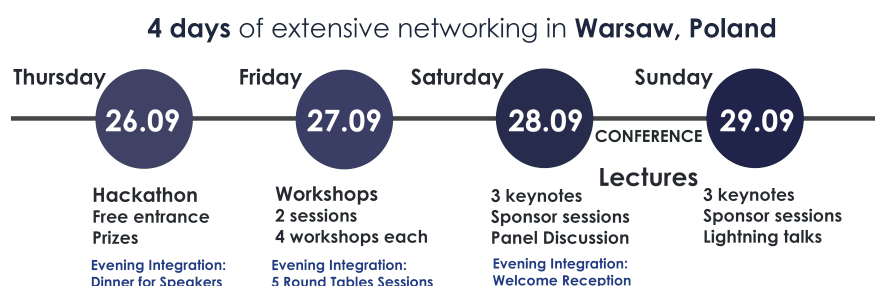 4 days of extensive networking in Warsaw, Poland
Thursday
26.09
Hackathon
Free entrance
Prizes
Evening Integration:
Dinner for Speakers
Friday
27.09
Workshops
2 sessions
4 workshops each
Evening Integration:
5 Round Tables Sessions
Saturday
28.09
3 keynotes
Sponsor sessions
Panel Discussion
Evening Integration:
Welcome Reception
CONFERENCE
Lectures
Sunday
29.09
3 keynotes
Sponsor sessions
Lightning talks